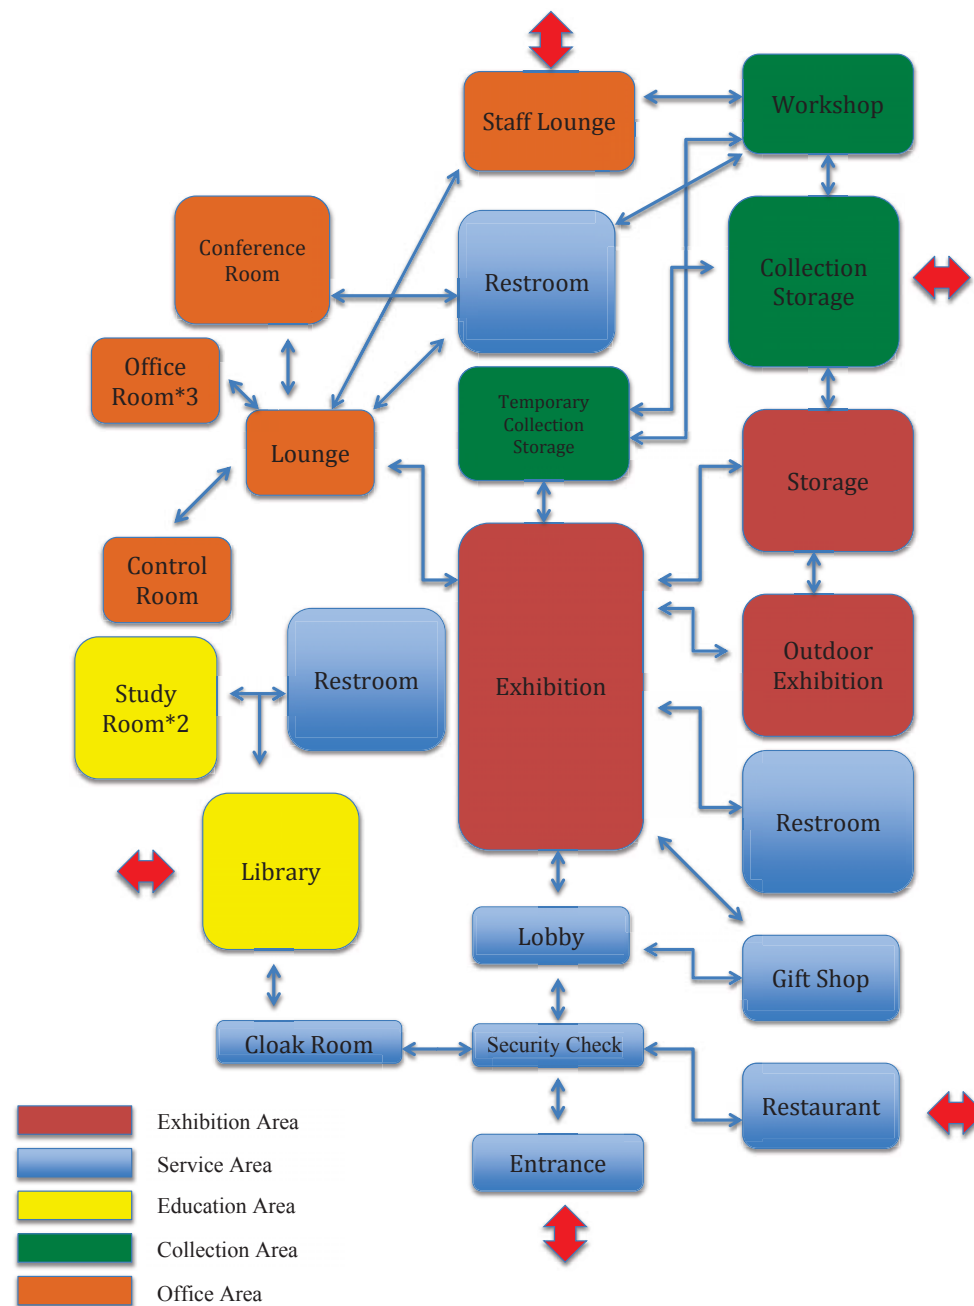 Staff Lounge
Workshop
Conference
Room
Restroom
Collection
Storage
Office
Room*3
Temporary
Collection
Storage
Lounge
Storage
Control
Room
Study
Room*2
Restroom
Exhibition
Outdoor
Exhibition
Restroom
Library
Lobby
Gift Shop
Cloak Room
Security Check
Restaurant
Entrance
Exhibition Area
Service Area
Education Area
Collection Area
Office Area